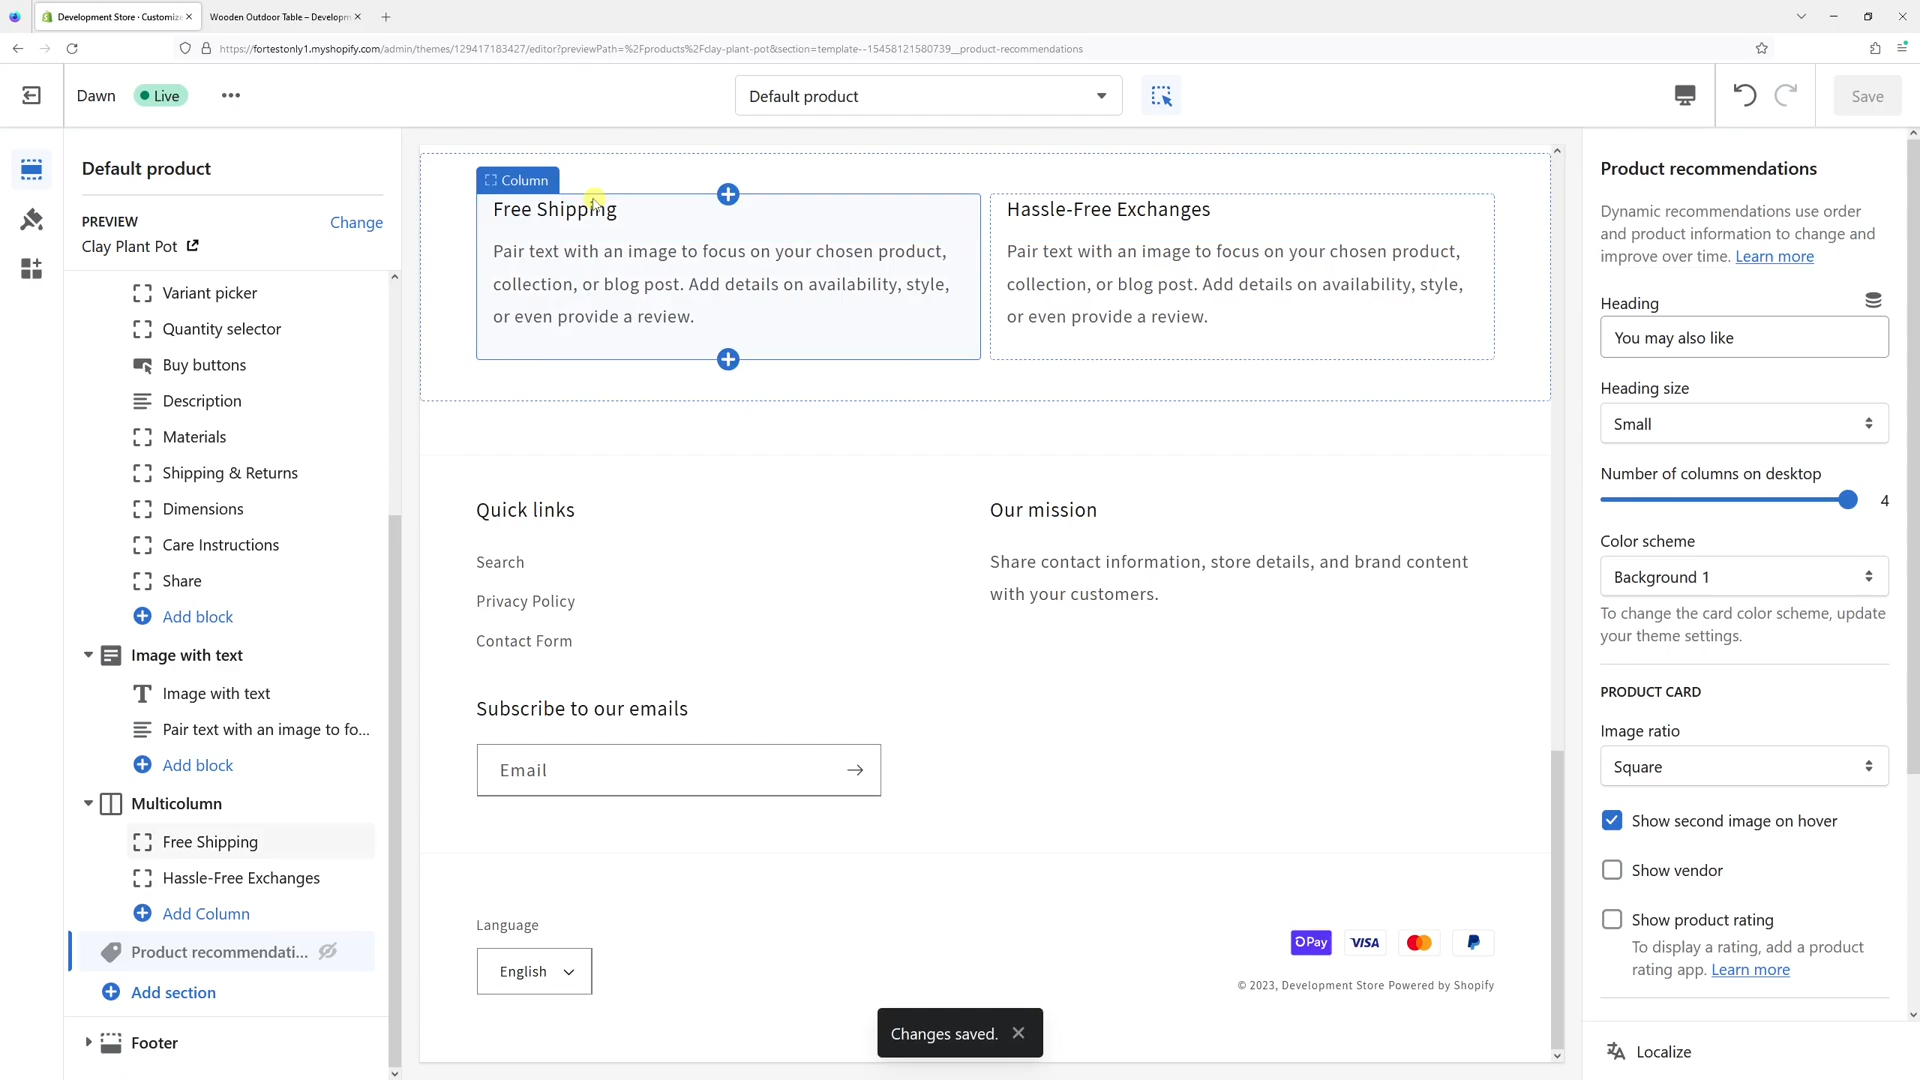 Development Store · Customize
Wooden Outdoor Table – Developm
https://fortestonly1.myshopify.com/admin/themes/129417183427/editor?previewPath=%2Fproducts%2Fclay-plant-pot&section=template--15458121580739__product-recommendations
Dawn
Live
Default product
Save
Default product
PREVIEW
Change
Clay Plant Pot
Variant picker
Quantity selector
Buy buttons
Description
Materials
Shipping & Returns
Dimensions
Care Instructions
Share
Add block
Image with text
Image with text
Pair text with an image to fo...
Add block
Multicolumn
Free Shipping
Hassle-Free Exchanges
Add Column
Product recommendati...
Add section
Footer
Column
Free Shipping
Pair text with an image to focus on your chosen product,
collection, or blog post. Add details on availability, style,
or even provide a review.
Hassle-Free Exchanges
Pair text with an image to focus on your chosen product,
collection, or blog post. Add details on availability, style,
or even provide a review.
Quick links
Search
Privacy Policy
Contact Form
Our mission
Share contact information, store details, and brand content
with your customers.
Subscribe to our emails
Email
Language
English
OPay
VISA
© 2023, Development Store Powered by Shopify
Changes saved.
Product recommendations
Dynamic recommendations use order
and product information to change and
improve over time. Learn more
Heading
You may also like
Heading size
Small
Number of columns on desktop
4
Color scheme
Background 1
To change the card color scheme, update
your theme settings.
PRODUCT CARD
Image ratio
Square
Show second image on hover
Show vendor
Show product rating
To display a rating, add a product
rating app. Learn more
Localize